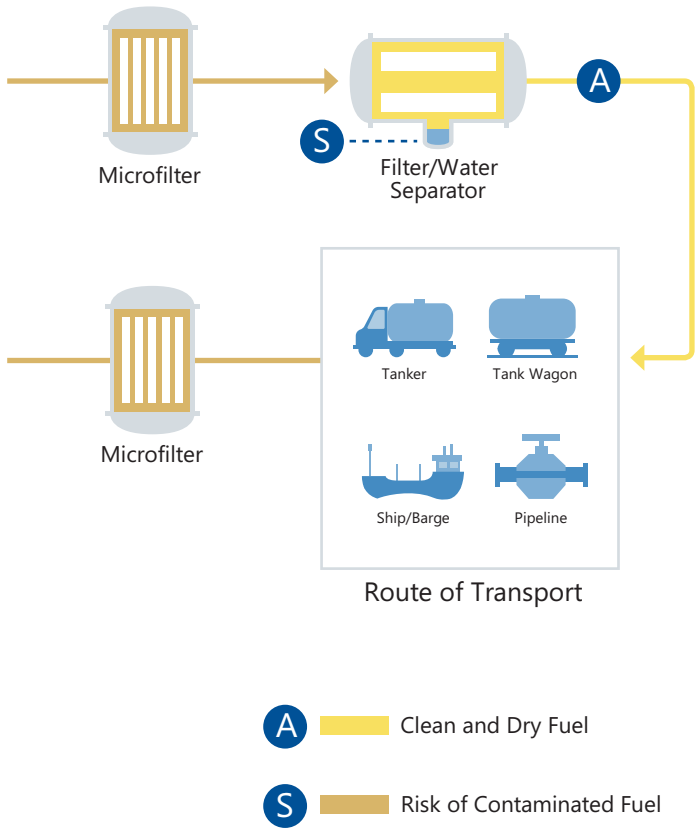 A
S
Microfilter
Filter/Water
Separator
Tanker
Tank Wagon
Microfilter
Ship/Barge
Pipeline
Route of Transport
A Clean and Dry Fuel
S Risk of Contaminated Fuel